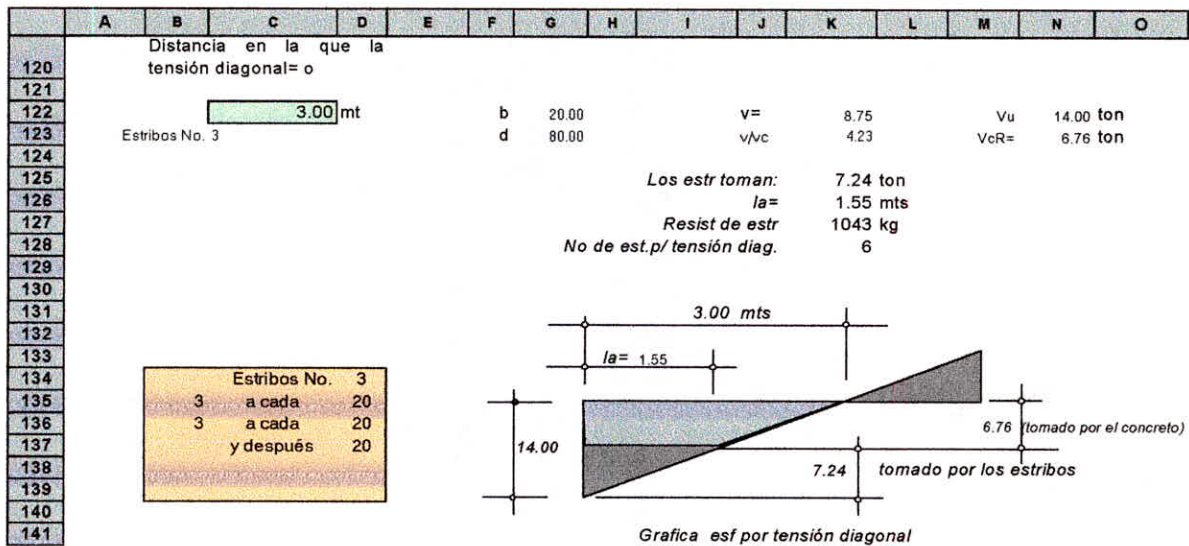 A B C D E F G H I J K L M N O
Distancia en la que la
120 tensión diagonal= o
121
122 3.00 mt b 20.00 v= 8.75 Vu 14.00 ton
123 Estribos No. 3 d 80.00 v/vc 4.23 VcR= 6.76 ton
124
125 Los estr toman: 7.24 ton
126 la= 1.55 mts
127 Resist de estr 1043 kg
128 No de est.p/ tensión diag. 6
129
130
131 3.00 mts
132
133 la= 1.55
134 Estribos No. 3
135 3 a cada 20
136 3 a cada 20 6.76 (tomado por el concreto)
137 y después 20 14.00
138 7.24 tomado por los estribos
139
140
141 Grafica esf por tensión diagonal